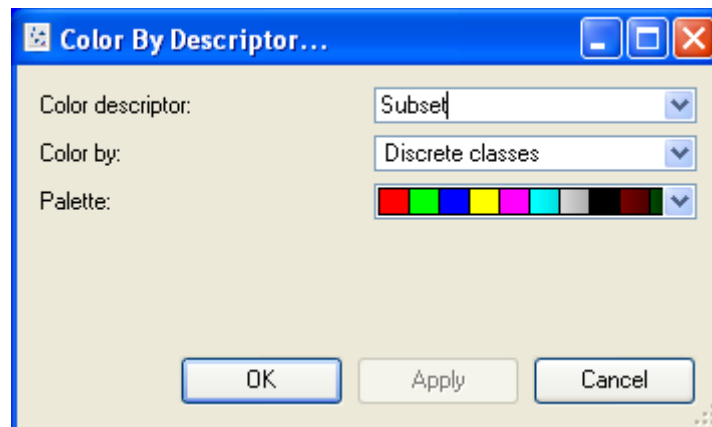 Color By Descriptor...
Color descriptor: Subset
Color by: Discrete classes
Palette:
OK Apply Cancel